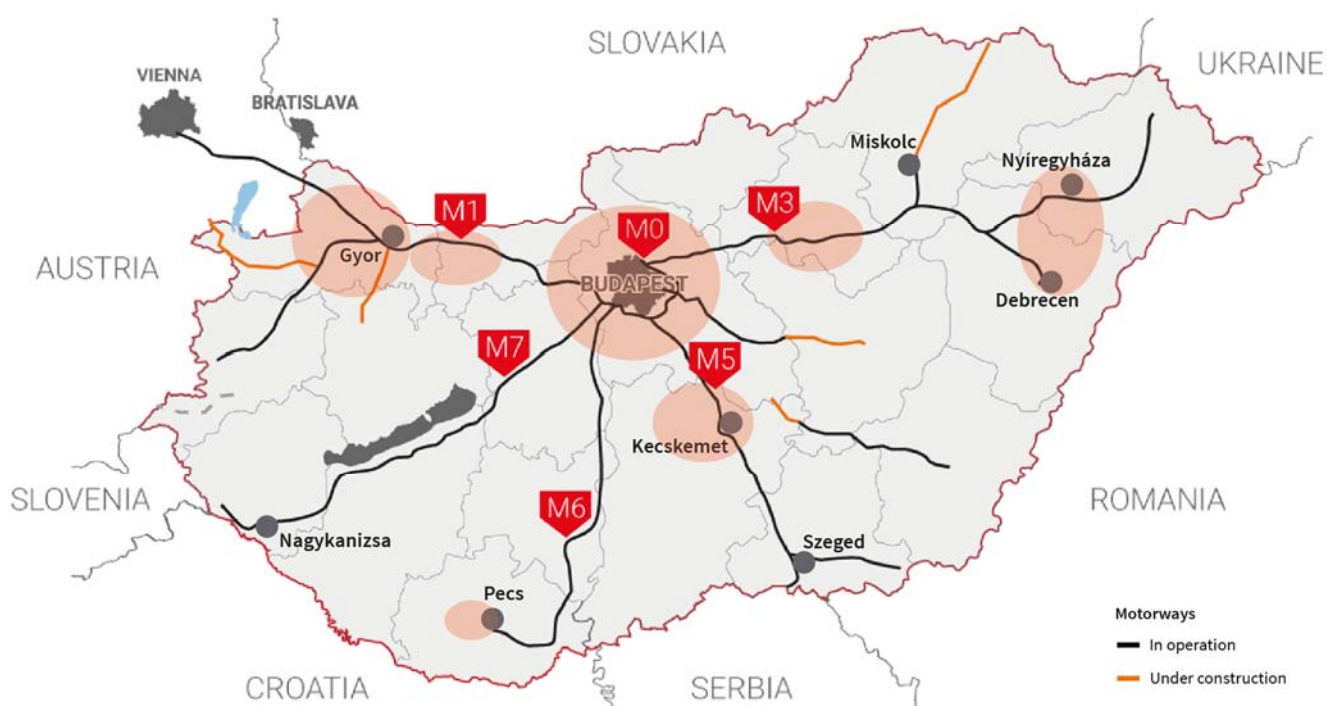 SLOVAKIA
UKRAINE
VIENNA
BRATISLAVA
Miskolc
Nyíregyháza
M1
M3
M0
Gyor
AUSTRIA
BUDAPEST
Debrecen
M7
M5
Kecskemet
SLOVENIA
ROMANIA
M6
Nagykanizsa
Szeged
Pecs
Motorways
In operation
Under construction
CROATIA
SERBIA